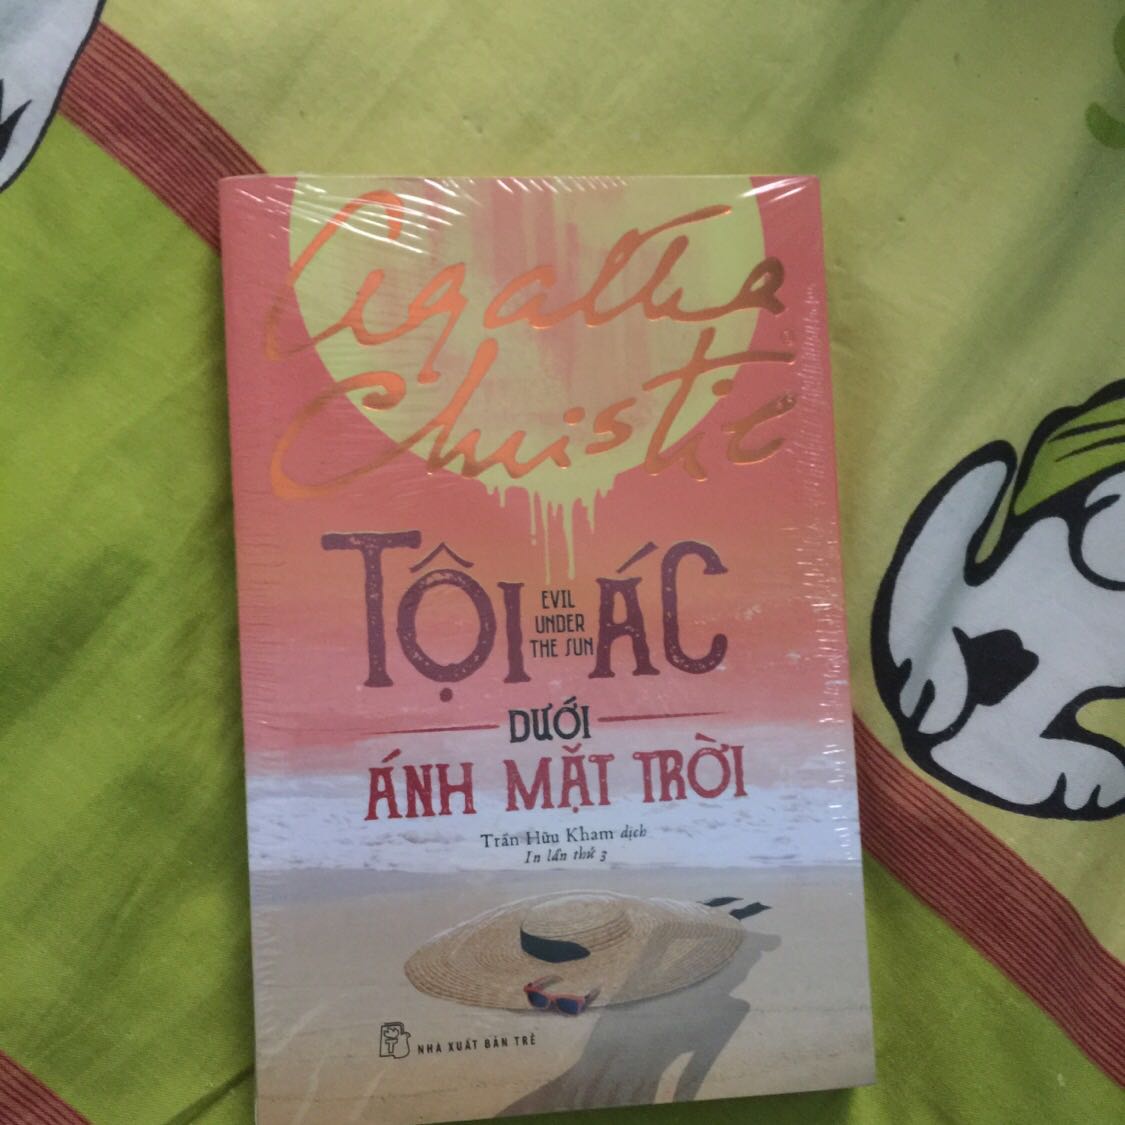 Agatha
Christie
TỘI ÁC
EVIL
UNDER
THE SUN
DƯỚI
ÁNH MẶT TRỜI
Trần Hữu Kham dịch
In lần thứ 3
NHÀ XUẤT BẢN TRẺ